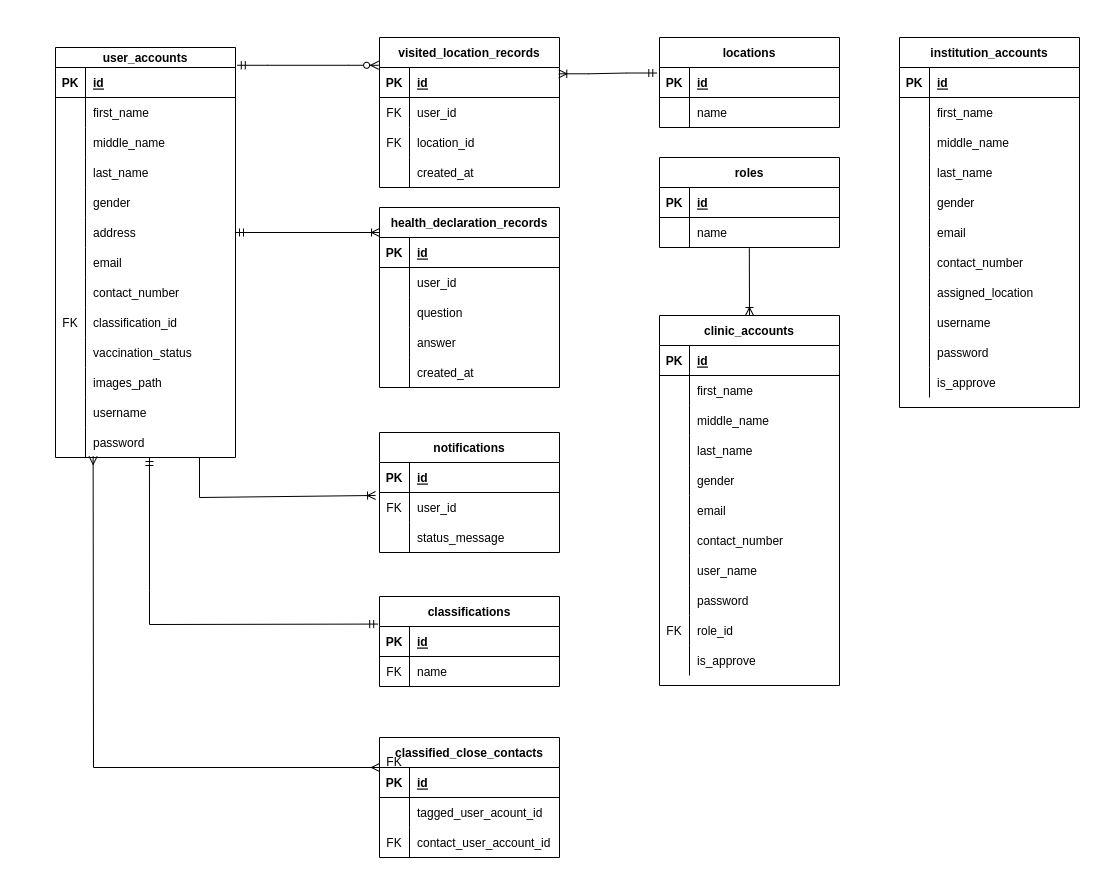 user_accounts
PK id
first_name
middle_name
last_name
gender
address
email
contact_number
FK classification_id
vaccination_status
images_path
username
password
visited_location_records
PK id
FK user_id
FK location_id
created_at
health_declaration_records
PK id
user_id
question
answer
created_at
notifications
PK id
FK user_id
status_message
classifications
PK id
FK name
classified_close_contacts
FK
PK id
tagged_user_acount_id
FK contact_user_account_id
locations
PK id
name
roles
PK id
name
clinic_accounts
PK id
first_name
middle_name
last_name
gender
email
contact_number
user_name
password
FK role_id
is_approve
institution_accounts
PK id
first_name
middle_name
last_name
gender
email
contact_number
assigned_location
username
password
is_approve